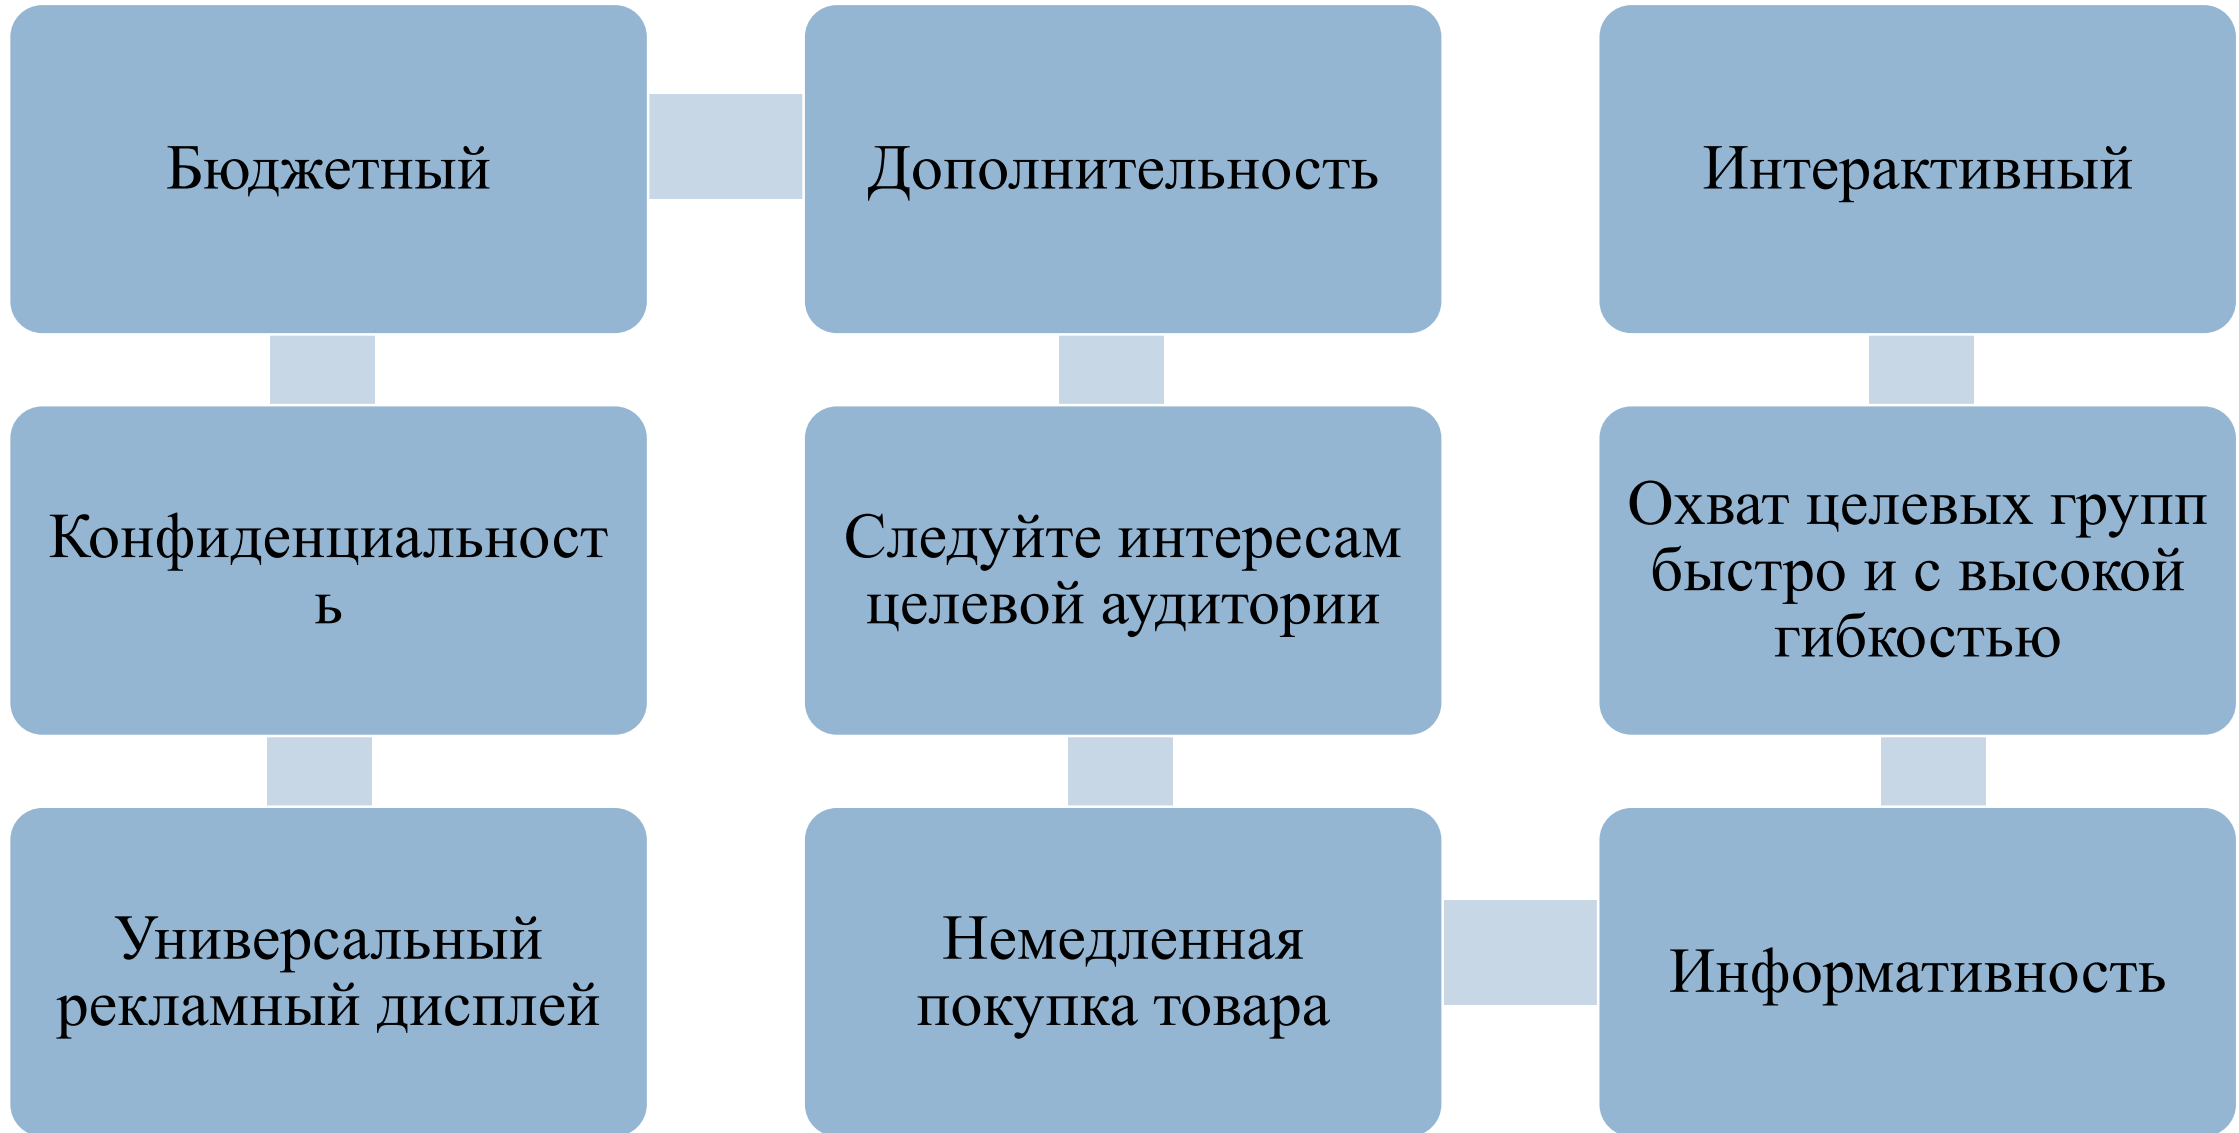 Бюджетный
Дополнительность
Интерактивный
Конфиденциальност
ь
Следуйте интересам
целевой аудитории
Охват целевых групп
быстро и с высокой
гибкостью
Универсальный
рекламный дисплей
Немедленная
покупка товара
Информативность